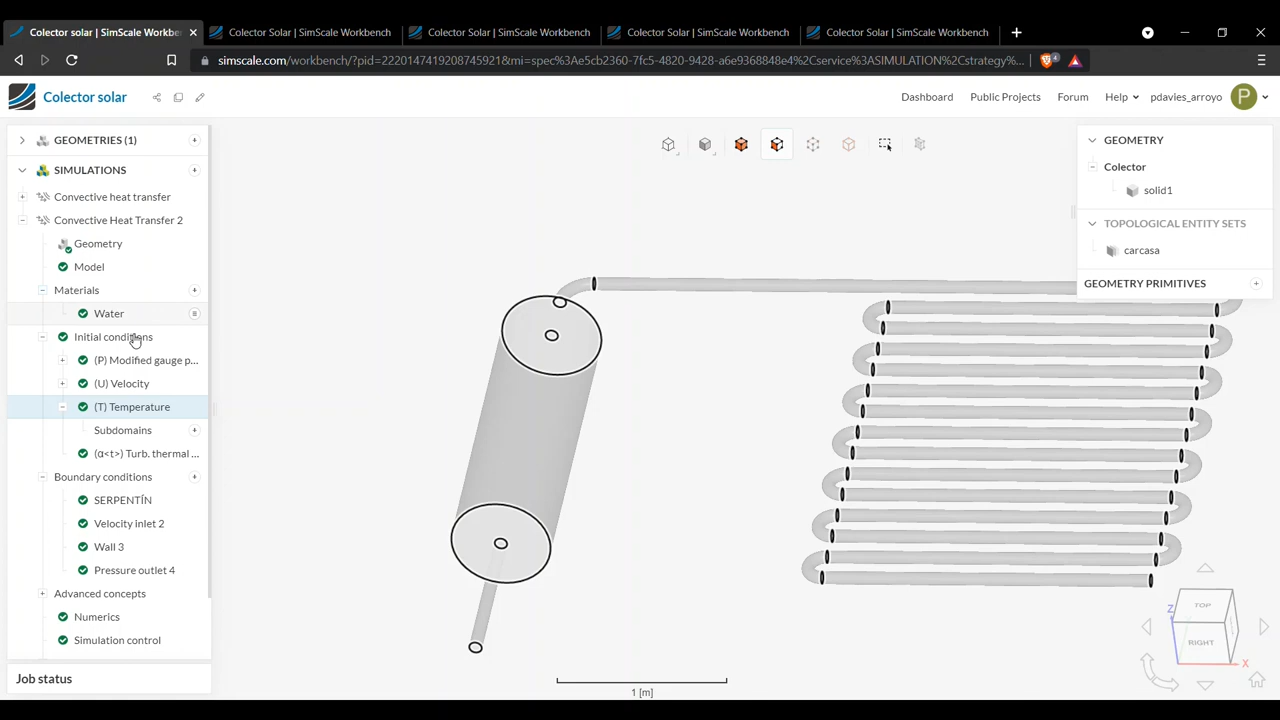 Colector solar | SimScale Workben
Colector Solar | SimScale Workbench
Colector Solar | SimScale Workbench
Colector Solar | SimScale Workbench
Colector Solar | SimScale Workbench
simscale.com/workbench/?pid=2220147419208745921&mi=spec%3Ae5cb2360-7fc5-4820-9428-a6e9368848e4%2Cservice%3ASIMULATION%2Cstrategy%...
4
Colector solar
Dashboard
Public Projects
Forum
Help
pdavies_arroyo
P
GEOMETRIES (1)
SIMULATIONS
Convective heat transfer
Convective Heat Transfer 2
Geometry
Model
Materials
Water
Initial conditions
(P) Modified gauge p...
(U) Velocity
(T) Temperature
Subdomains
(α<t>) Turb. thermal ...
Boundary conditions
SERPENTÍN
Velocity inlet 2
Wall 3
Pressure outlet 4
Advanced concepts
Numerics
Simulation control
Job status
GEOMETRY
Colector
solid1
TOPOLOGICAL ENTITY SETS
carcasa
GEOMETRY PRIMITIVES
1 [m]
Z
TOP
RIGHT
X